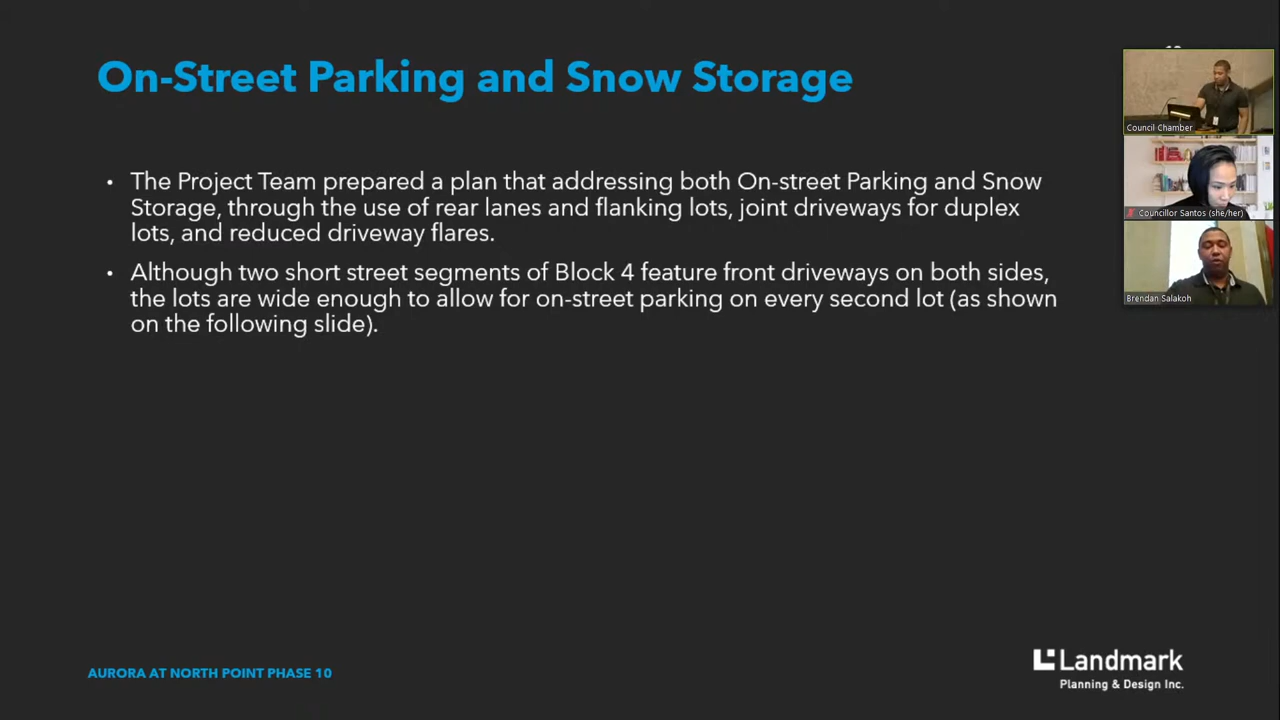 On-Street Parking and Snow Storage
• The Project Team prepared a plan that addressing both On-street Parking and Snow
Storage, through the use of rear lanes and flanking lots, joint driveways for duplex
lots, and reduced driveway flares.
• Although two short street segments of Block 4 feature front driveways on both sides,
the lots are wide enough to allow for on-street parking on every second lot (as shown
on the following slide).
Council Chamber
Councillor Santos (she/her)
Brendan Salakoh
AURORA AT NORTH POINT PHASE 10
Landmark
Planning & Design Inc.